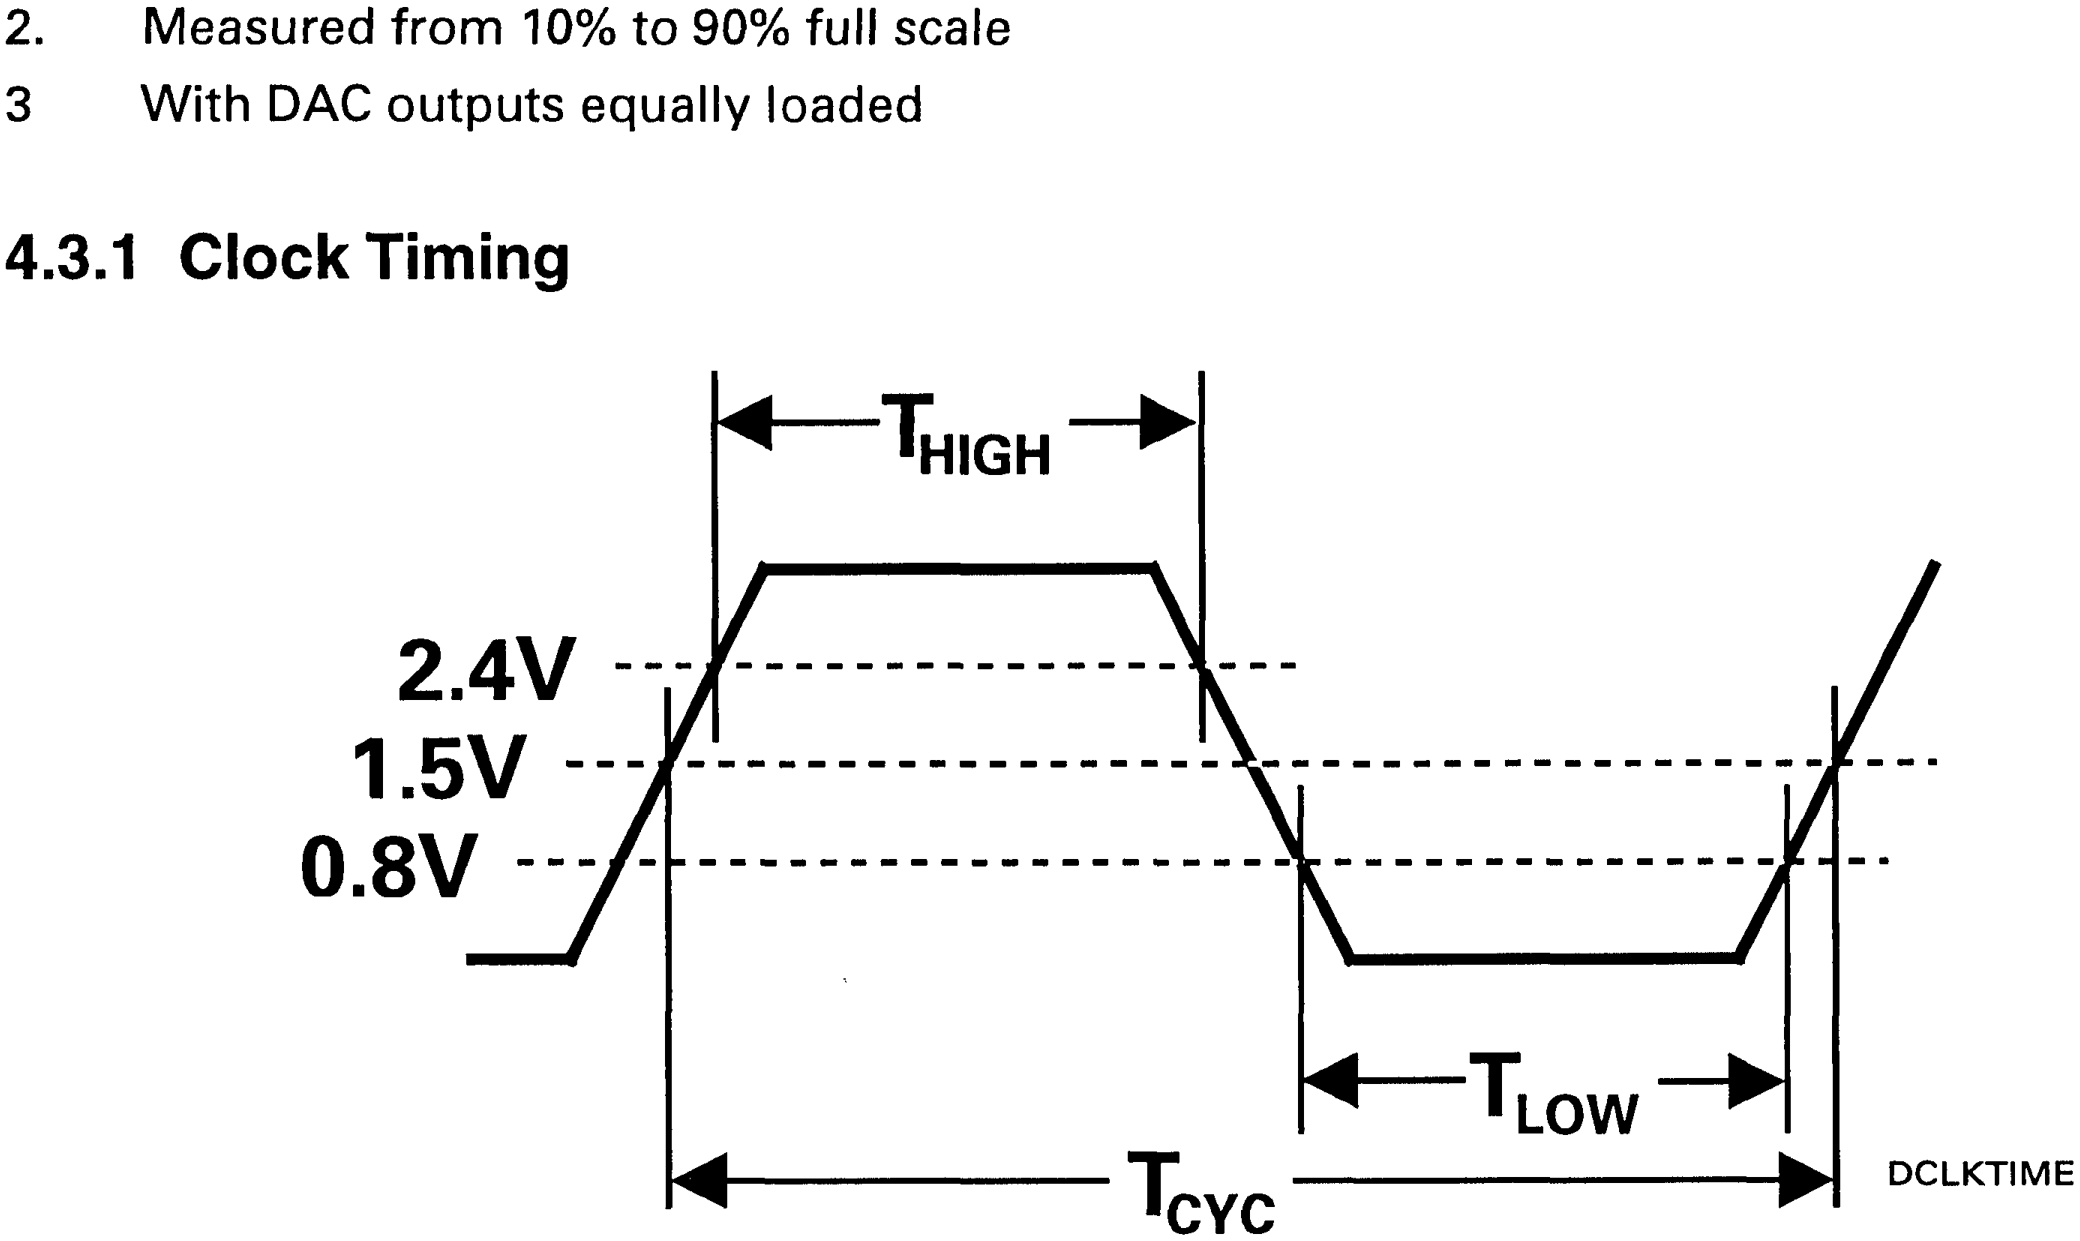 2. Measured from 10% to 90% full scale
3 With DAC outputs equally loaded
4.3.1 Clock Timing
THIGH
2.4V
1.5V
0.8V
TLOW
TCYC
DCLKTIME